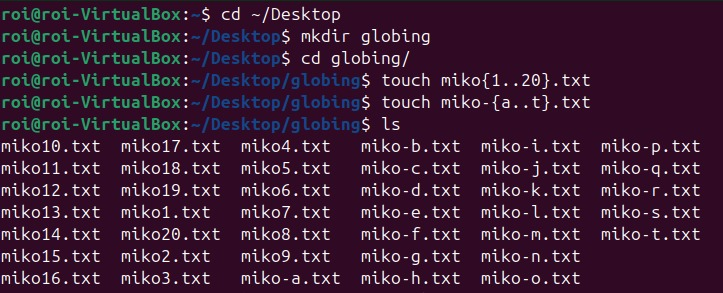 roi@roi-VirtualBox:~$ cd ~/Desktop
roi@roi-VirtualBox:~/Desktop$ mkdir globing
roi@roi-VirtualBox:~/Desktop$ cd globing/
roi@roi-VirtualBox:~/Desktop/globing$ touch miko{1..20}.txt
roi@roi-VirtualBox:~/Desktop/globing$ touch miko-{a..t}.txt
roi@roi-VirtualBox:~/Desktop/globing$ ls
miko10.txt  miko17.txt  miko4.txt   miko-b.txt  miko-i.txt  miko-p.txt
miko11.txt  miko18.txt  miko5.txt   miko-c.txt  miko-j.txt  miko-q.txt
miko12.txt  miko19.txt  miko6.txt   miko-d.txt  miko-k.txt  miko-r.txt
miko13.txt  miko1.txt   miko7.txt   miko-e.txt  miko-l.txt  miko-s.txt
miko14.txt  miko20.txt  miko8.txt   miko-f.txt  miko-m.txt  miko-t.txt
miko15.txt  miko2.txt   miko9.txt   miko-g.txt  miko-n.txt
miko16.txt  miko3.txt   miko-a.txt  miko-h.txt  miko-o.txt